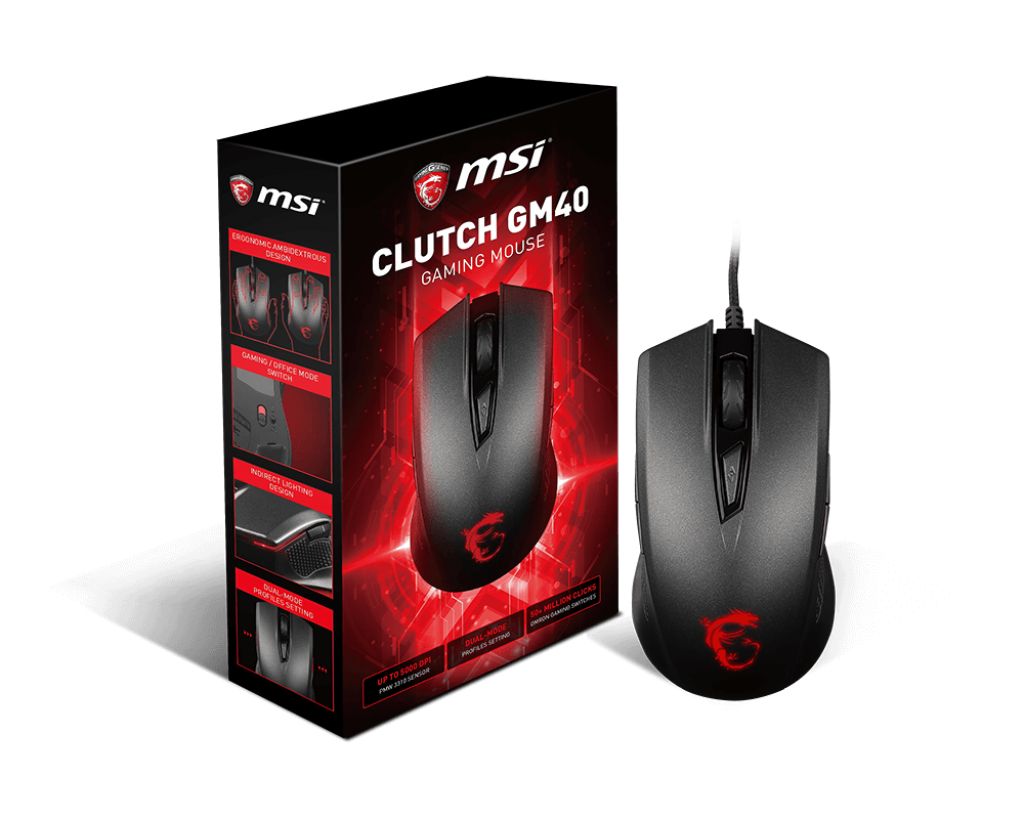 msi
ERGONOMIC AMBIDEXTROUS
DESIGN
GAMING / OFFICE MODE
SWITCH
INDIRECT LIGHTING
DESIGN
DUAL-MODE
PROFILES SETTING
msi
CLUTCH GM40
GAMING MOUSE
UP TO 5000 DPI
PMW 3310 SENSOR
DUAL-MODE
PROFILES SETTING
50+ MILLION CLICKS
OMRON GAMING SWITCHES